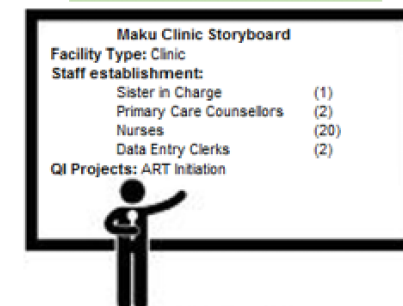 Maku Clinic Storyboard
Facility Type: Clinic
Staff establishment:
Sister in Charge (1)
Primary Care Counsellors (2)
Nurses (20)
Data Entry Clerks (2)
QI Projects: ART Initiation